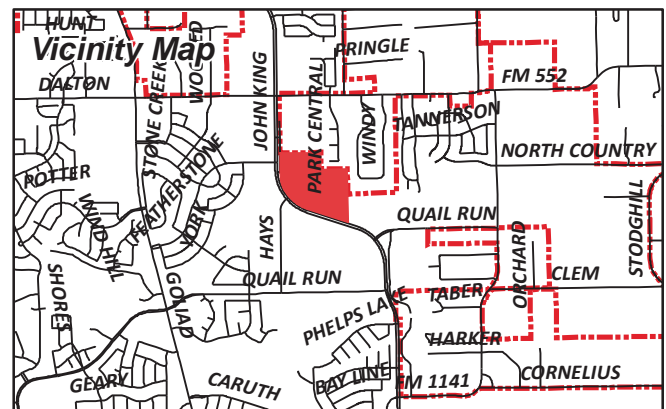 HUNT
Vicinity Map
WOODED
PRINGLE
DALTON
STONE CREEK
JOHN KING
PARK CENTRAL
FM 552
WINDY
TANNERSON
NORTH COUNTRY
POTTER
FEATHERSTONE
YORK
HAYS
QUAIL RUN
WIND HILL
STODGHILL
ORCHARD
SHORES
GOLIAD
QUAIL RUN
CLEM
TABER
PHELPS LAKE
HARKER
GEARY
CARUTH
BAY LINE
FM 1141
CORNELIUS